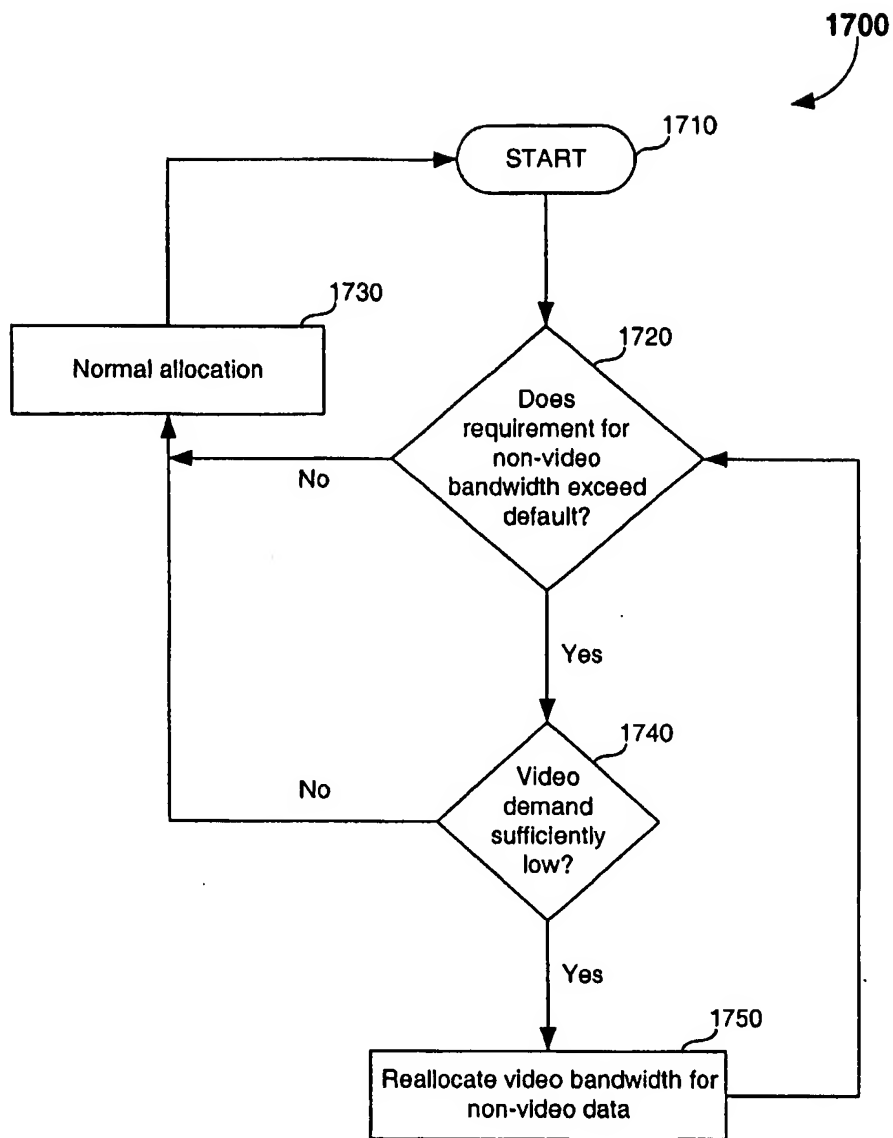 1700
1710
START
1730
Normal allocation
1720
Does
requirement for
non-video
bandwidth exceed
default?
No
Yes
1740
Video
demand
sufficiently
low?
No
Yes
1750
Reallocate video bandwidth for
non-video data